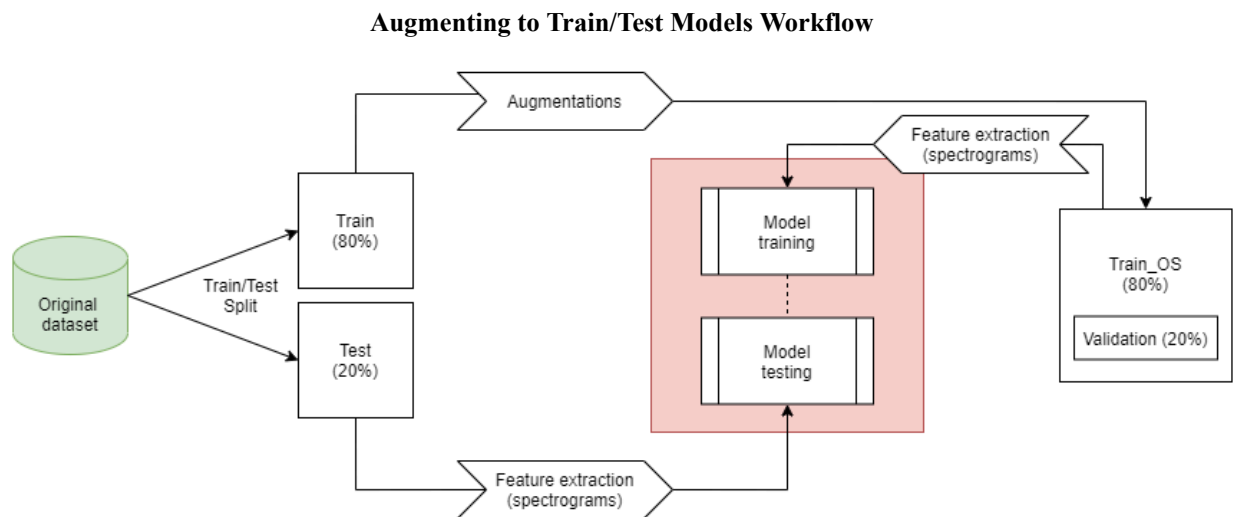 Augmenting to Train/Test Models Workflow
Augmentations
Feature extraction
(spectrograms)
Train
(80%)
Model
training
Original
dataset
Train/Test
Split
Train_OS
(80%)
Validation (20%)
Test
(20%)
Model
testing
Feature extraction
(spectrograms)